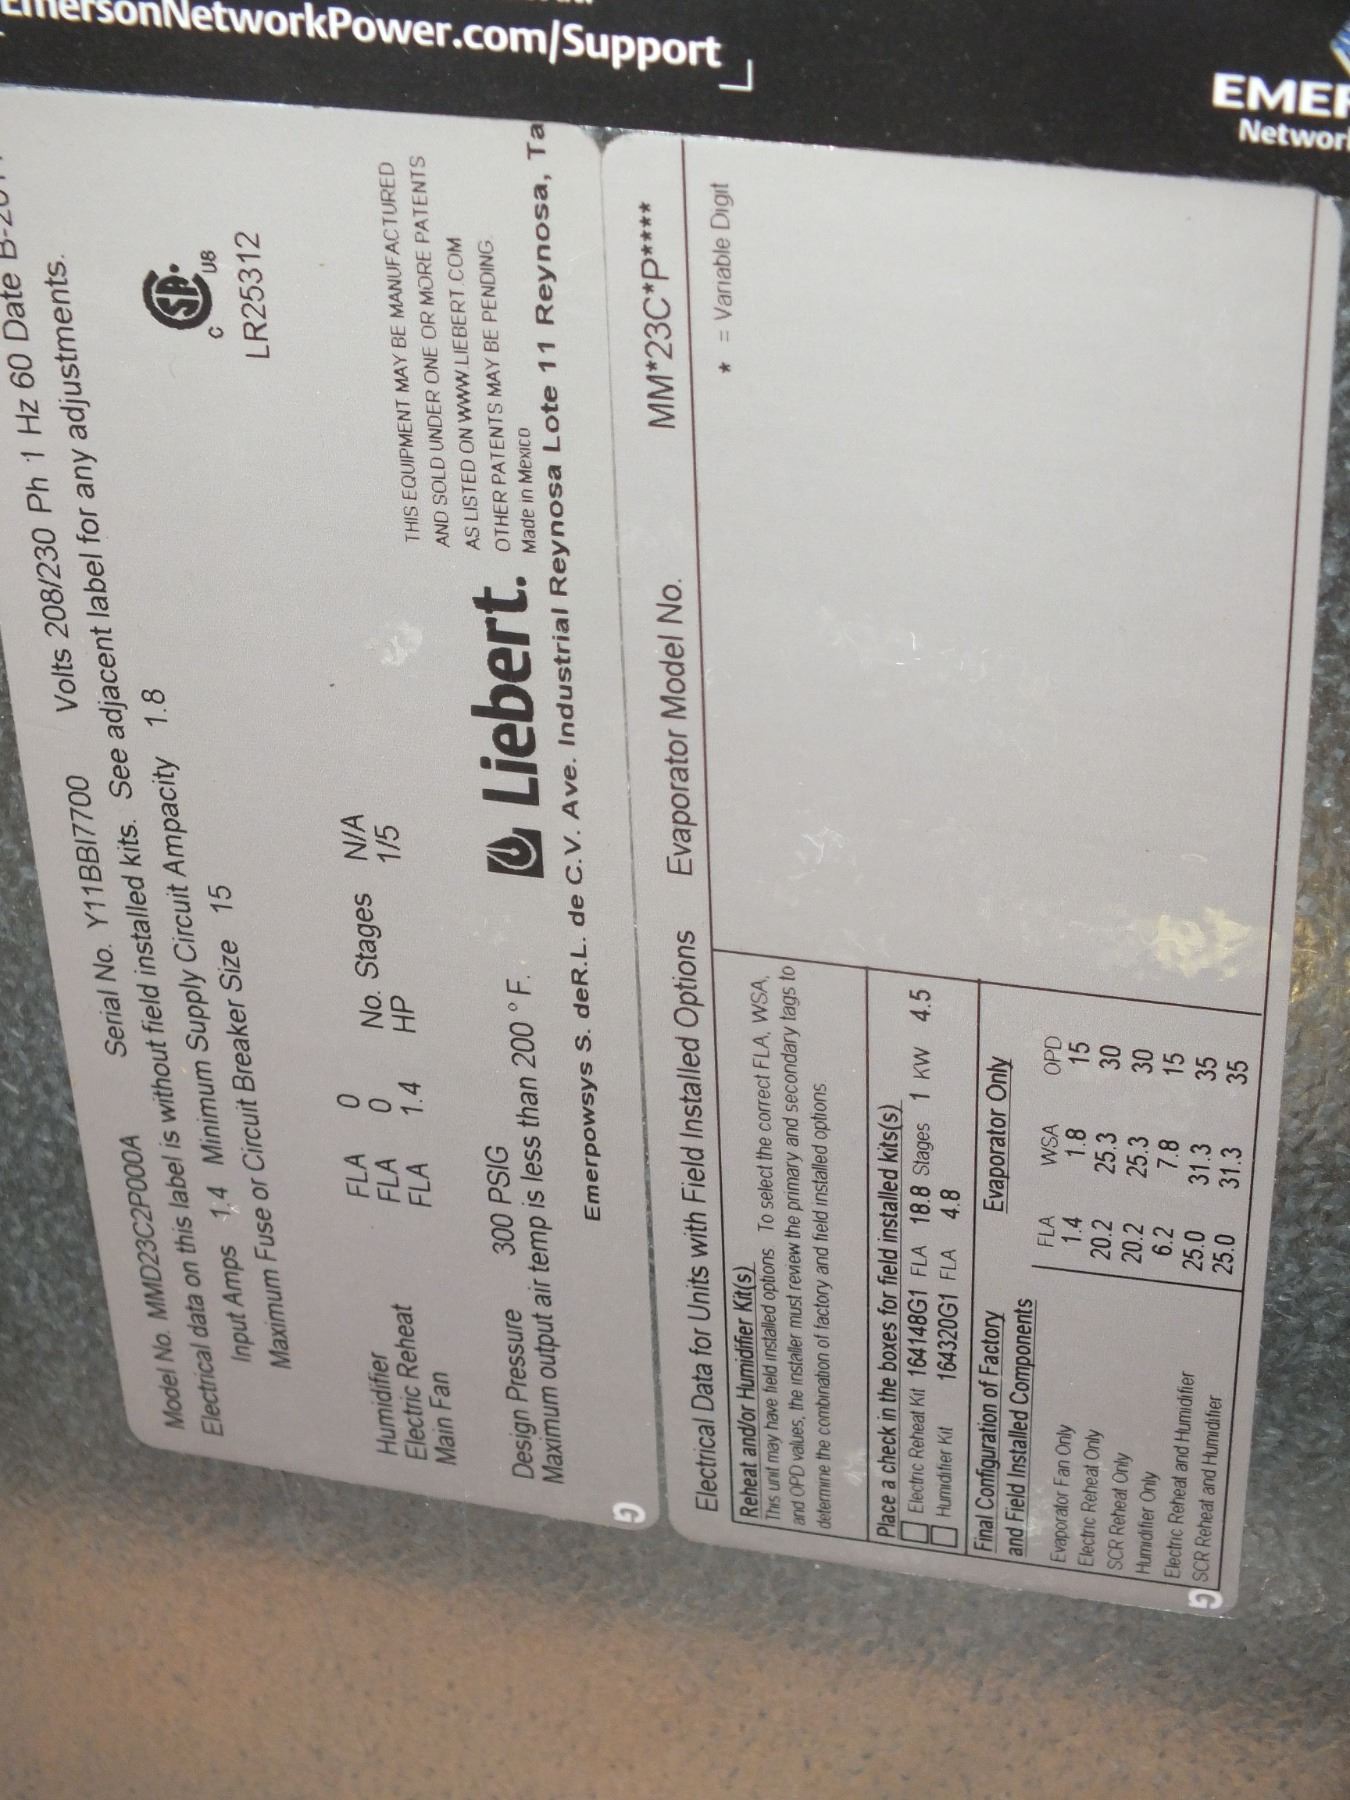 Model No. MMD23C2P000A Serial No. Y11BBI7700 Volts 208/230 Ph 1 Hz 60 Date
Electrical data on this label is without field installed kits. See adjacent label for any adjustments.
Input Amps 1.4 Minimum Supply Circuit Ampacity 1.8
Maximum Fuse or Circuit Breaker Size 15
C US
LR25312
Humidifier FLA 0
Electric Reheat FLA 0 No. Stages N/A
Main Fan FLA 1.4 HP 1/5
THIS EQUIPMENT MAY BE MANUFACTURED
AND SOLD UNDER ONE OR MORE PATENTS
AS LISTED ON WWW.LIEBERT.COM
OTHER PATENTS MAY BE PENDING.
Made in Mexico
Design Pressure 300 PSIG
Maximum output air temp is less than 200 ° F.
Liebert.
Emerpowsys S. deR.L. de C.V. Ave. Industrial Reynosa Lote 11 Reynosa, Ta
G
Electrical Data for Units with Field Installed Options Evaporator Model No. MM*23C*P****
* = Variable Digit
Reheat and/or Humidifier Kit(s)
This unit may have field installed options To select the correct FLA, WSA,
and OPD values, the installer must review the primary and secondary tags to
determine the combination of factory and field installed options
Place a check in the boxes for field installed kits(s)
Electric Reheat Kit 164148G1 FLA 18.8 Stages 1 KW 4.5
Humidifier Kit 164320G1 FLA 4.8
Final Configuration of Factory Evaporator Only
and Field Installed Components
FLA WSA OPD
Evaporator Fan Only 1.4 1.8 15
Electric Reheat Only 20.2 25.3 30
SCR Reheat Only 20.2 25.3 30
Humidifier Only 6.2 7.8 15
Electric Reheat and Humidifier 25.0 31.3 35
SCR Reheat and Humidifier 25.0 31.3 35
G
EmersonNetworkPower.com/Support
EMER
Network